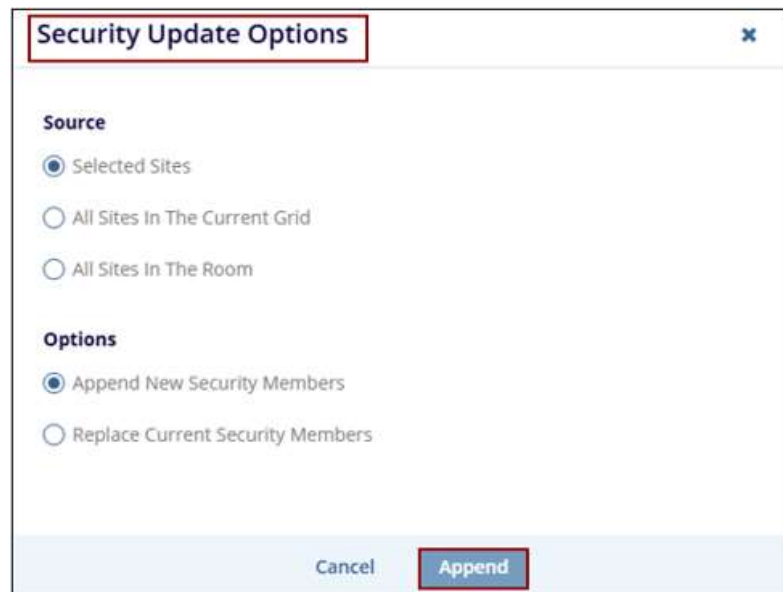 Security Update Options
Source
Selected Sites
All Sites In The Current Grid
All Sites In The Room
Options
Append New Security Members
Replace Current Security Members
Cancel Append